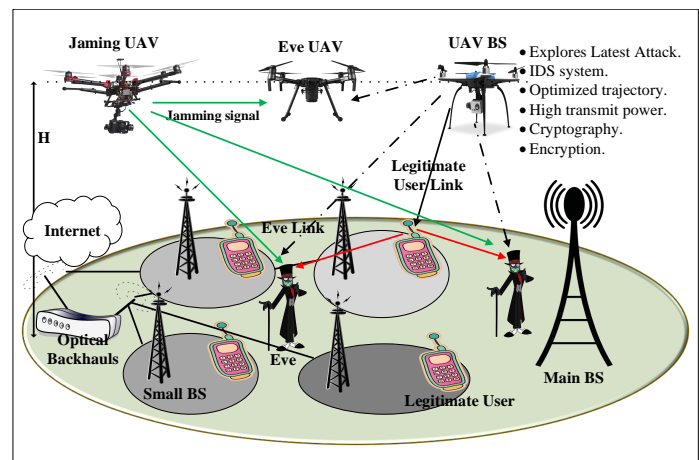 Jaming UAV
Eve UAV
UAV BS
• Explores Latest Attack.
• IDS system.
• Optimized trajectory.
• High transmit power.
• Cryptography.
• Encryption.
Jamming signal
H
Legitimate
User Link
Internet
Eve Link
Optical
Backhauls
Eve
Small BS
Legitimate User
Main BS